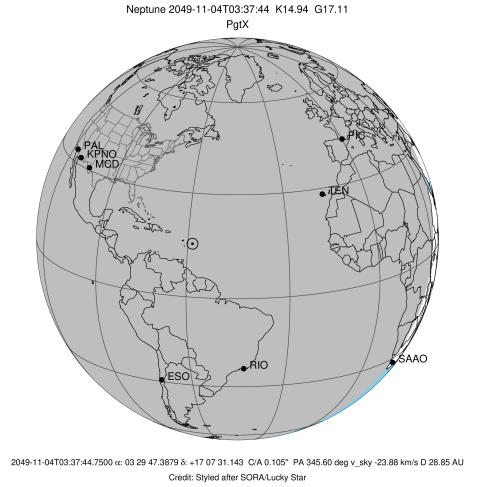 Neptune 2049-11-04T03:37:44 K14.94 G17.11
PgtX
PAL
KPNO
MCD
PIC
TEN
SAAO
RIO
ESO
2049-11-04T03:37:44.7500 α: 03 29 47.3879 δ: +17 07 31.143 C/A 0.105" PA 345.60 deg v_sky -23.88 km/s D 28.85 AU
Credit: Styled after SORA/Lucky Star